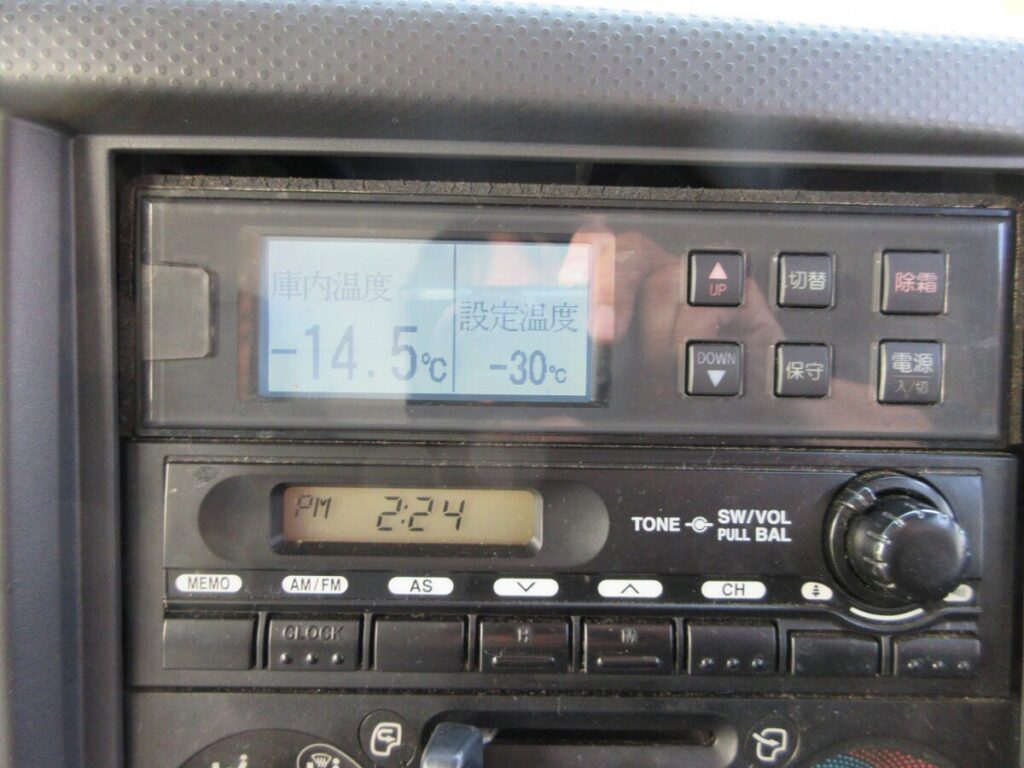 庫内温度
-14.5℃
設定温度
-30℃
▲
UP
切替
除霜
DOWN
▼
保守
電源
入/切
PM 2:24
TONE SW/VOL
PULL BAL
MEMO AM/FM AS CH
CLOCK H M